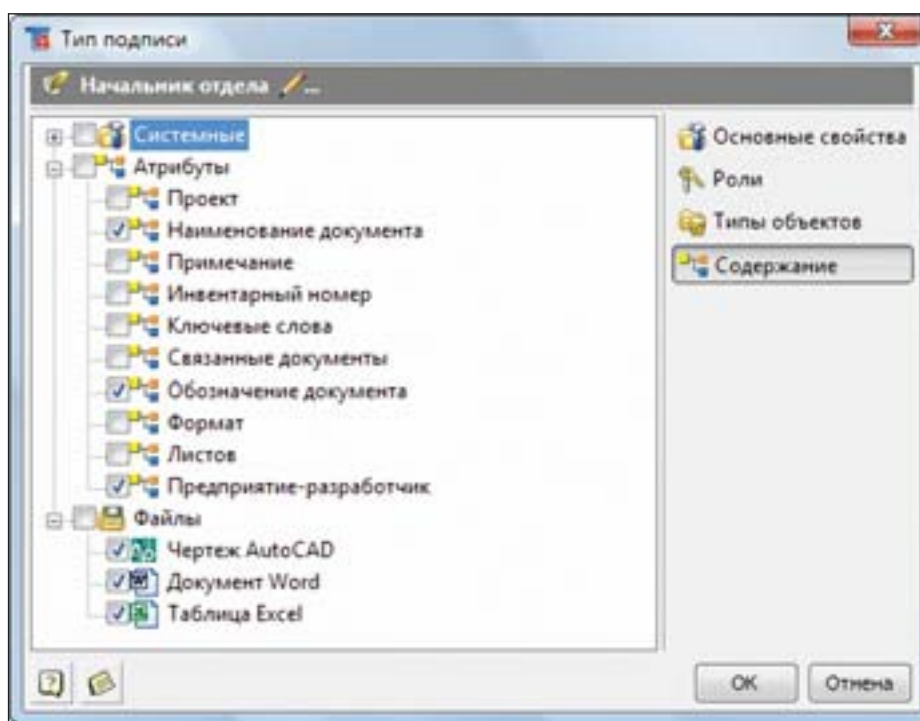 Тип подписи
Начальник отдела ...
Системные
Атрибуты
Проект
Наименование документа
Примечание
Инвентарный номер
Ключевые слова
Связанные документы
Обозначение документа
Формат
Листов
Предприятие-разработчик
Файлы
Чертеж AutoCAD
Документ Word
Таблица Excel
Основные свойства
Роли
Типы объектов
Содержание
OK
Отмена